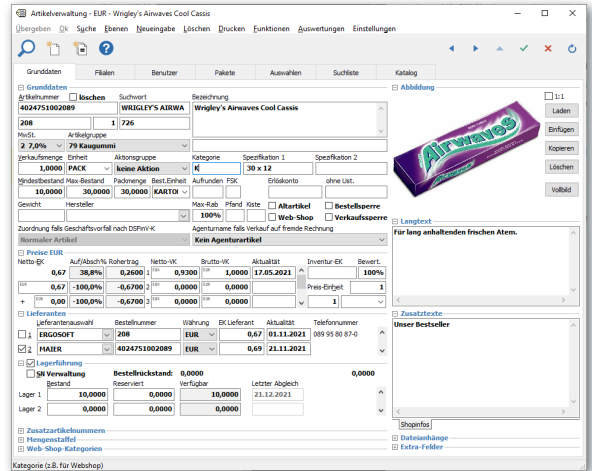 Artikelverwaltung - EUR - Wrigley's Airwaves Cool Cassis
Übergeben Ok Suche Ebenen Neueingabe Löschen Drucken Funktionen Auswertungen Einstellungen
Grunddaten Filialen Benutzer Pakete Auswahlen Suchliste Katalog
Grunddaten
Artikelnummer löschen Suchwort Bezeichnung
4024751002089 WRIGLEY'S AIRWA Wrigley's Airwaves Cool Cassis
208 1 726
MwSt. Artikelgruppe
2 7,0% 79 Kaugummi
Verkaufsmenge Einheit Aktionsgruppe Kategorie Spezifikation 1 Spezifikation 2
1,0000 PACK keine Aktion K 30 x 12
Mindestbestand Max-Bestand Packmenge Best.Einheit Aufrunden FSK Erlöskonto ohne Ust.
10,0000 30,0000 30,0000 KARTOI
Gewicht Hersteller Max-Rab Pfand Kiste Altartikel Bestellsperre
100% Web-Shop Verkaufssperre
Zuordnung falls Geschäftsvorfall nach DSFinV-K Agenturname falls Verkauf auf fremde Rechnung
Normaler Artikel Kein Agenturartikel
Preise EUR
Netto-EK Auf/Absch% Rohertrag Netto-VK Brutto-VK Aktualität Inventur-EK Bewert.
0,67 38,8% 0,2600 1 EUR 0,9300 EUR 1,0000 17.05.2021 100%
EUR 0,67 -100,0% -0,6700 2 EUR 0,0000 0,0000 Preis-Einheit 1
+ EUR 0,00 -100,0% -0,6700 3 EUR 0,0000 0,0000 1
Lieferanten
Lieferantenauswahl Bestellnummer Währung EK Lieferant Aktualität Telefonnummer
1 ERGOSOFT 208 EUR 0,67 01.11.2021 089 95 80 87-0
2 MAIER 4024751002089 EUR 0,69 21.11.2021
Lagerführung
SN Verwaltung Bestellrückstand: 0,0000 0,0000
Bestand Reserviert Verfügbar Letzter Abgleich
Lager 1 10,0000 0,0000 10,0000 21.12.2021
Lager 2 0,0000 0,0000 0,0000
Zusatzartikelnummern
Mengenstaffel
Web-Shop-Kategorien
Abbildung
1:1
Airwaves
Laden
Einfügen
Kopieren
Löschen
Vollbild
Langtext
Für lang anhaltenden frischen Atem.
Zusatztexte
Unser Bestseller
Shopinfos
Dateianhänge
Extra-Felder
Kategorie (z.B. für Webshop)